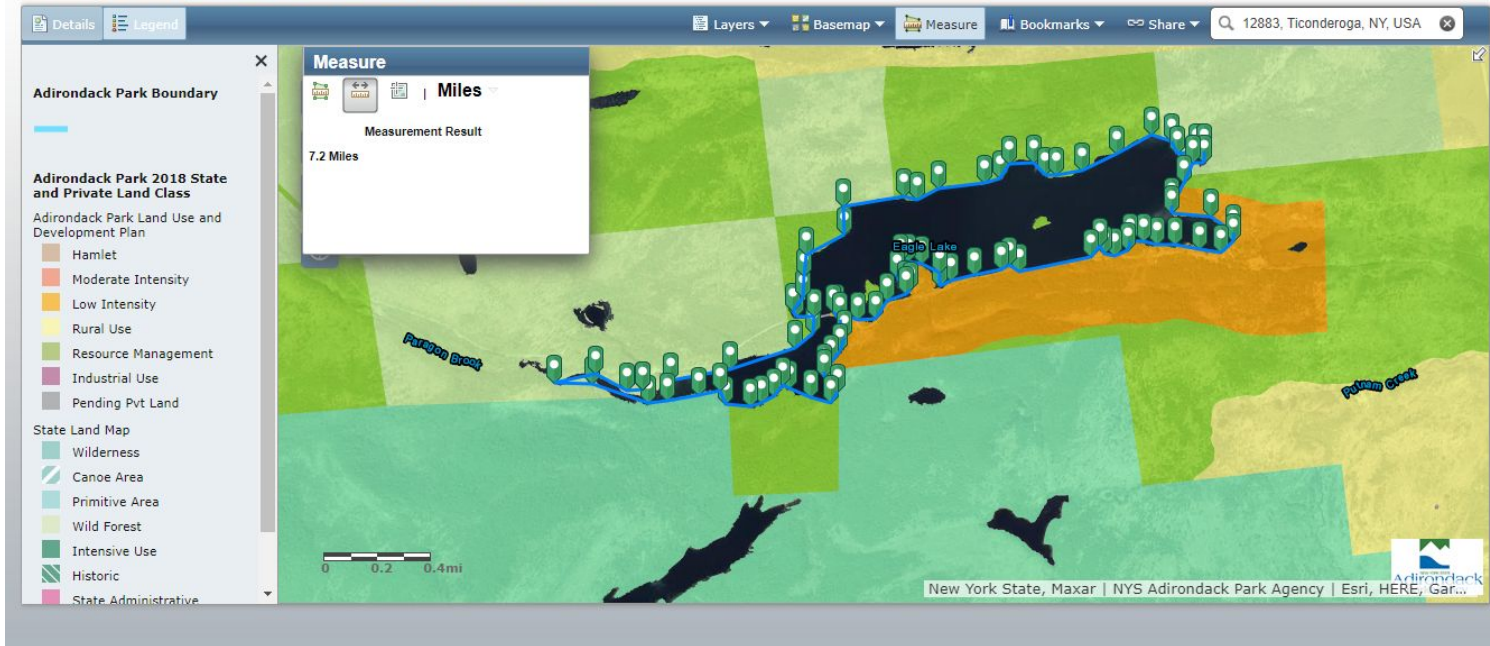 Details
Legend
Layers
Basemap
Measure
Bookmarks
Share
12883, Ticonderoga, NY, USA
Adirondack Park Boundary
Adirondack Park 2018 State
and Private Land Class
Adirondack Park Land Use and
Development Plan
Hamlet
Moderate Intensity
Low Intensity
Rural Use
Resource Management
Industrial Use
Pending Pvt Land
State Land Map
Wilderness
Canoe Area
Primitive Area
Wild Forest
Intensive Use
Historic
State Administrative
Measure
| Miles
Measurement Result
7.2 Miles
Eagle Lake
Paragon Brook
Putnam Creek
0 0.2 0.4mi
Adirondack
New York State, Maxar | NYS Adirondack Park Agency | Esri, HERE, Gar...